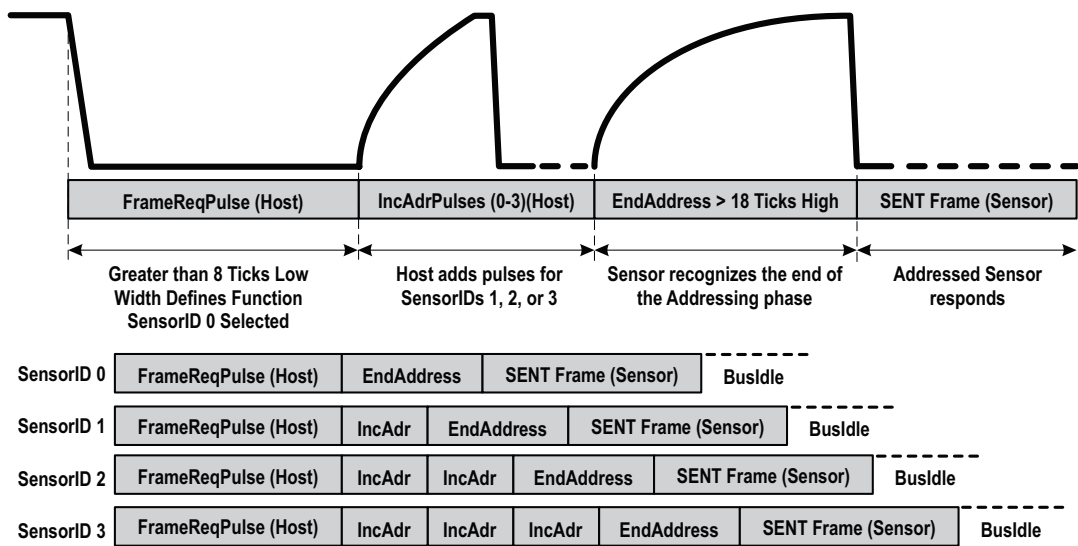 FrameReqPulse (Host) IncAdrPulses (0-3)(Host) EndAddress > 18 Ticks High SENT Frame (Sensor)
Greater than 8 Ticks Low
Width Defines Function
SensorID 0 Selected
Host adds pulses for
SensorIDs 1, 2, or 3
Sensor recognizes the end of
the Addressing phase
Addressed Sensor
responds
SensorID 0 FrameReqPulse (Host) EndAddress SENT Frame (Sensor) BusIdle
SensorID 1 FrameReqPulse (Host) IncAdr EndAddress SENT Frame (Sensor) BusIdle
SensorID 2 FrameReqPulse (Host) IncAdr IncAdr EndAddress SENT Frame (Sensor) BusIdle
SensorID 3 FrameReqPulse (Host) IncAdr IncAdr IncAdr EndAddress SENT Frame (Sensor) BusIdle